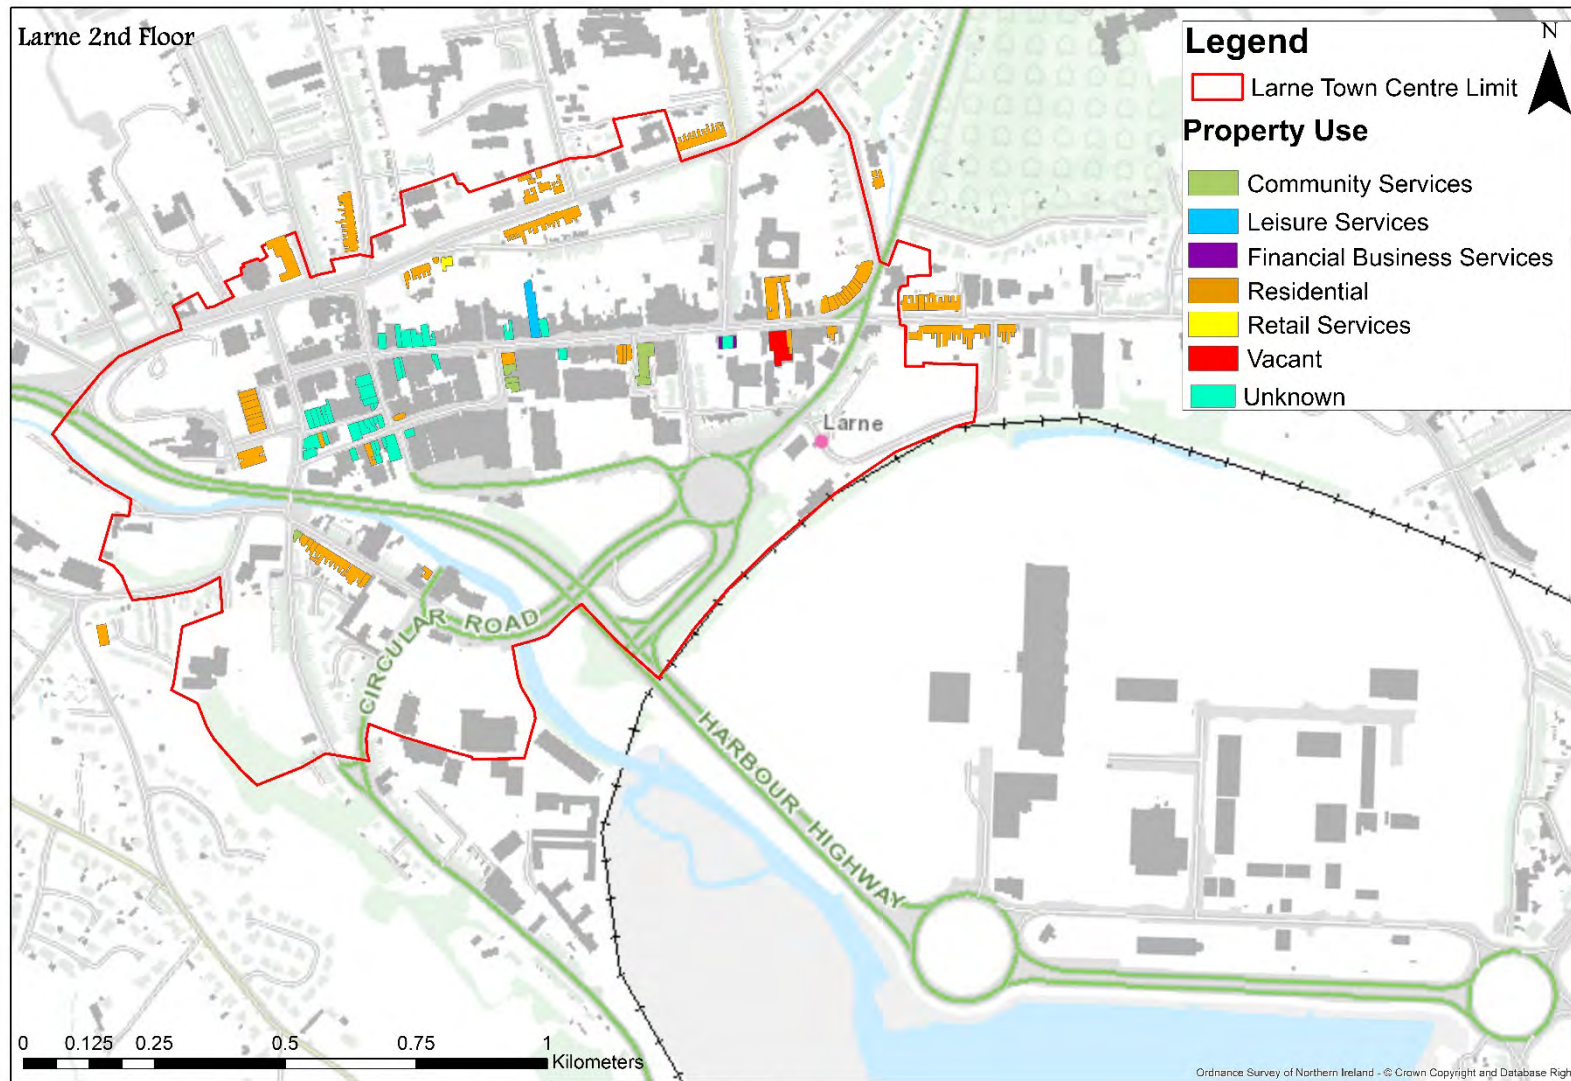 Larne 2nd Floor
Legend
N
Larne Town Centre Limit
Property Use
Community Services
Leisure Services
Financial Business Services
Residential
Retail Services
Vacant
Unknown
Larne
CIRCULAR ROAD
HARBOUR HIGHWAY
0 0.125 0.25 0.5 0.75 1
Kilometers
Ordnance Survey of Northern Ireland - © Crown Copyright and Database Righ